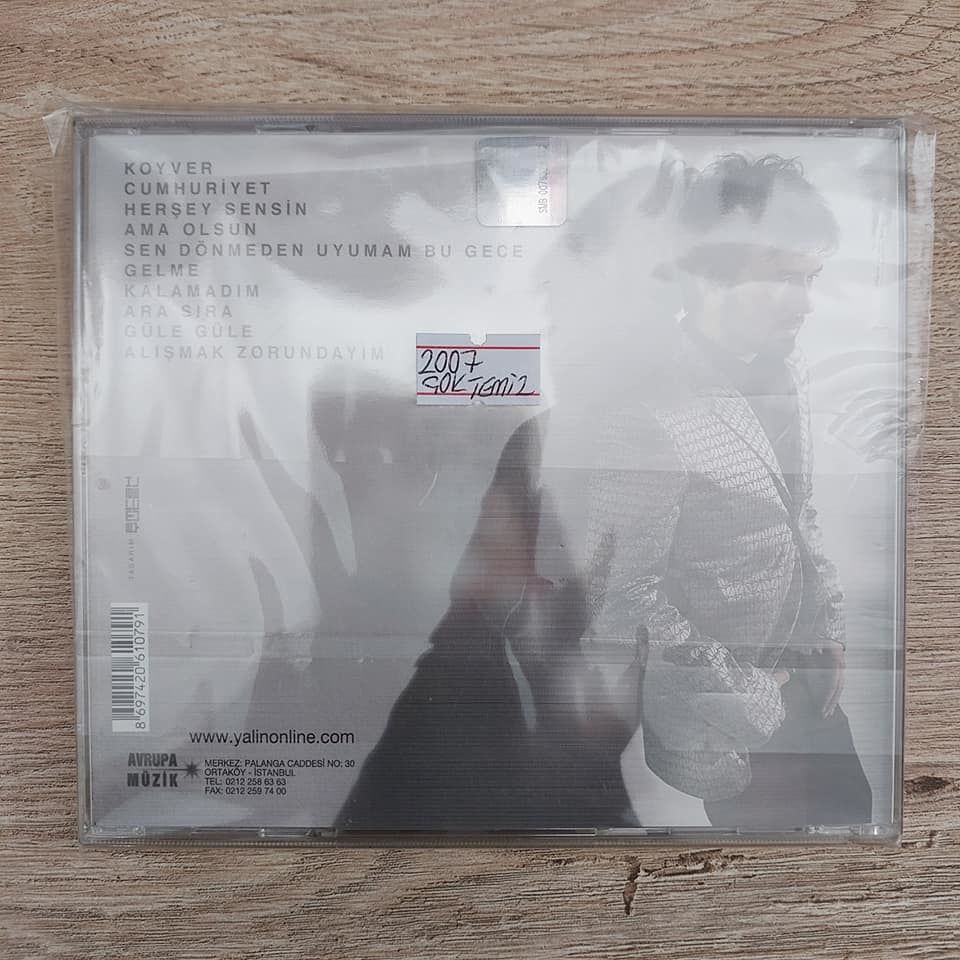 KOYVER
CUMHURİYET
HERŞEY SENSİN
AMA OLSUN
SEN DÖNMEDEN UYUMAM BU GECE
GELME
KALAMADIM
ARA SIRA
GÜLE GÜLE
ALIŞMAK ZORUNDAYIM
2007
ÇOK TEMİZ
TASARIM
8 697420 610791
www.yalinonline.com
AVRUPA
MÜZİK
MERKEZ: PALANGA CADDESİ NO: 30
ORTAKÖY - İSTANBUL
TEL: 0212 258 63 63
FAX: 0212 259 74 00